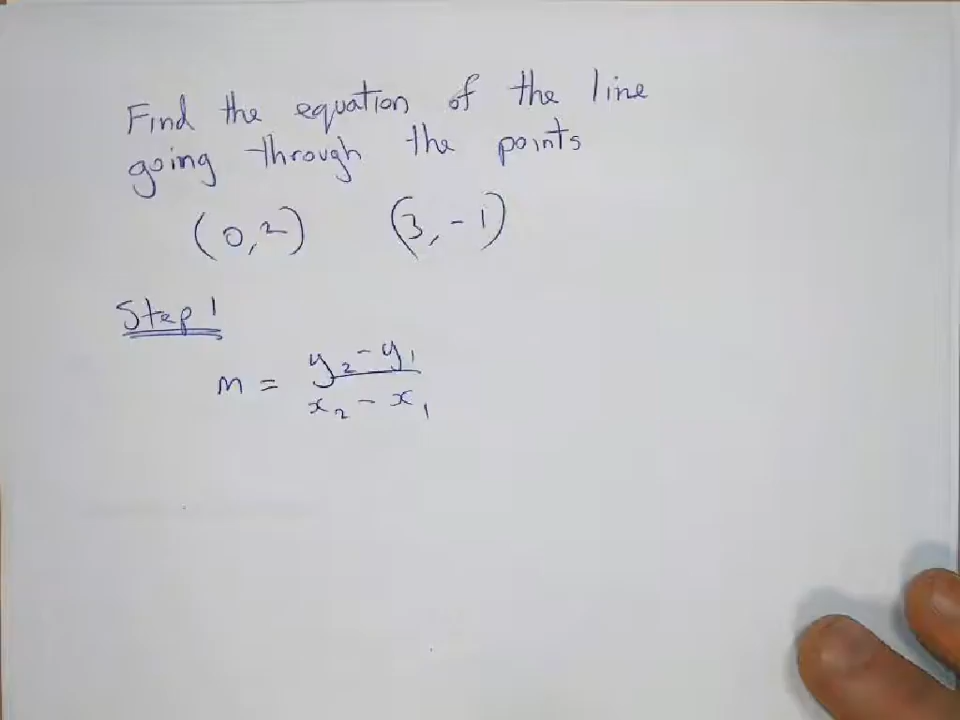 Find the equation of the line
going through the points
(0,2) (3,-1)
Step 1
m = y₂ - y₁
x₂ - x₁